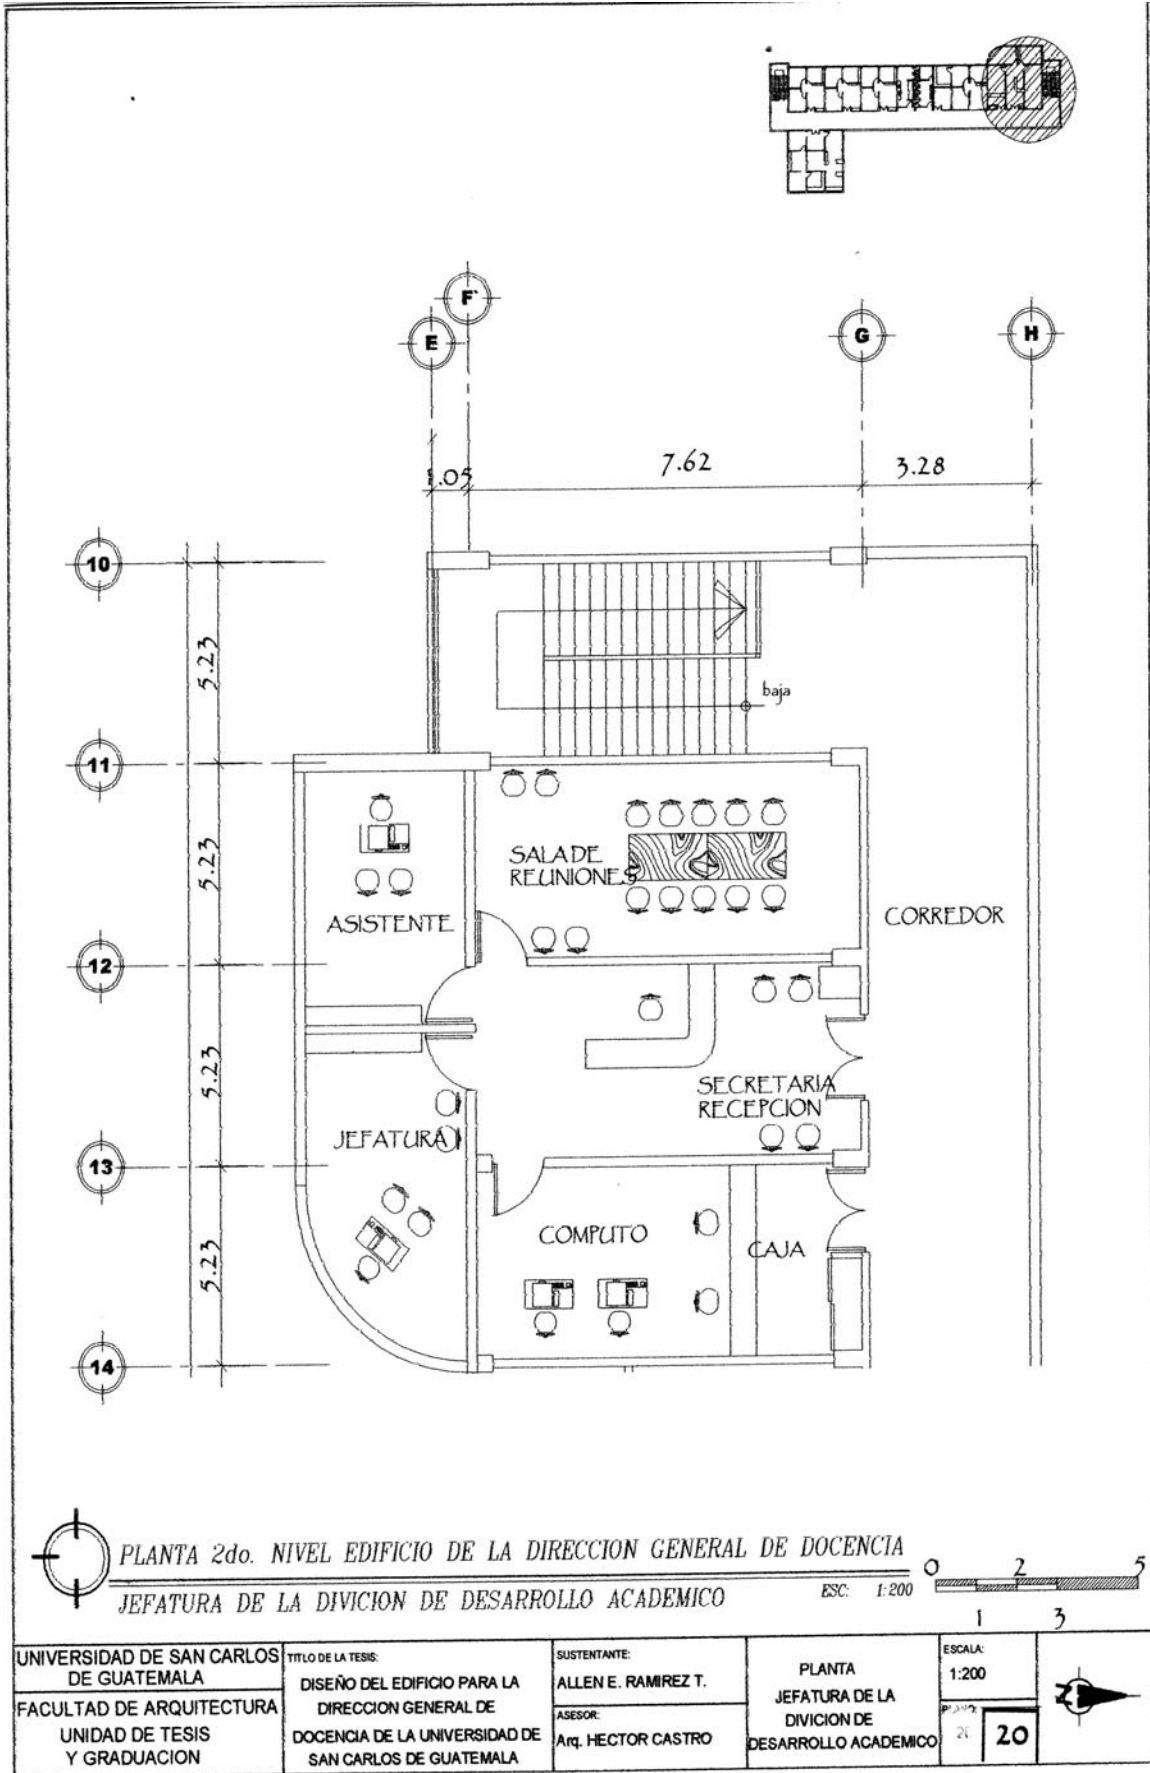 F`
E
G
H
1.05
7.62
3.28
10
5.23
baja
11
5.23
SALA DE
REUNIONES
ASISTENTE
CORREDOR
12
5.23
SECRETARIA
RECEPCION
JEFATURA
13
5.23
COMPUTO
CAJA
14
PLANTA 2do. NIVEL EDIFICIO DE LA DIRECCION GENERAL DE DOCENCIA
JEFATURA DE LA DIVICION DE DESARROLLO ACADEMICO
ESC: 1:200
0 2 5
1 3
UNIVERSIDAD DE SAN CARLOS
DE GUATEMALA
FACULTAD DE ARQUITECTURA
UNIDAD DE TESIS
Y GRADUACION
TITLO DE LA TESIS:
DISEÑO DEL EDIFICIO PARA LA
DIRECCION GENERAL DE
DOCENCIA DE LA UNIVERSIDAD DE
SAN CARLOS DE GUATEMALA
SUSTENTANTE:
ALLEN E. RAMIREZ T.
ASESOR:
Arq. HECTOR CASTRO
PLANTA
JEFATURA DE LA
DIVICION DE
DESARROLLO ACADEMICO
ESCALA:
1:200
20
N